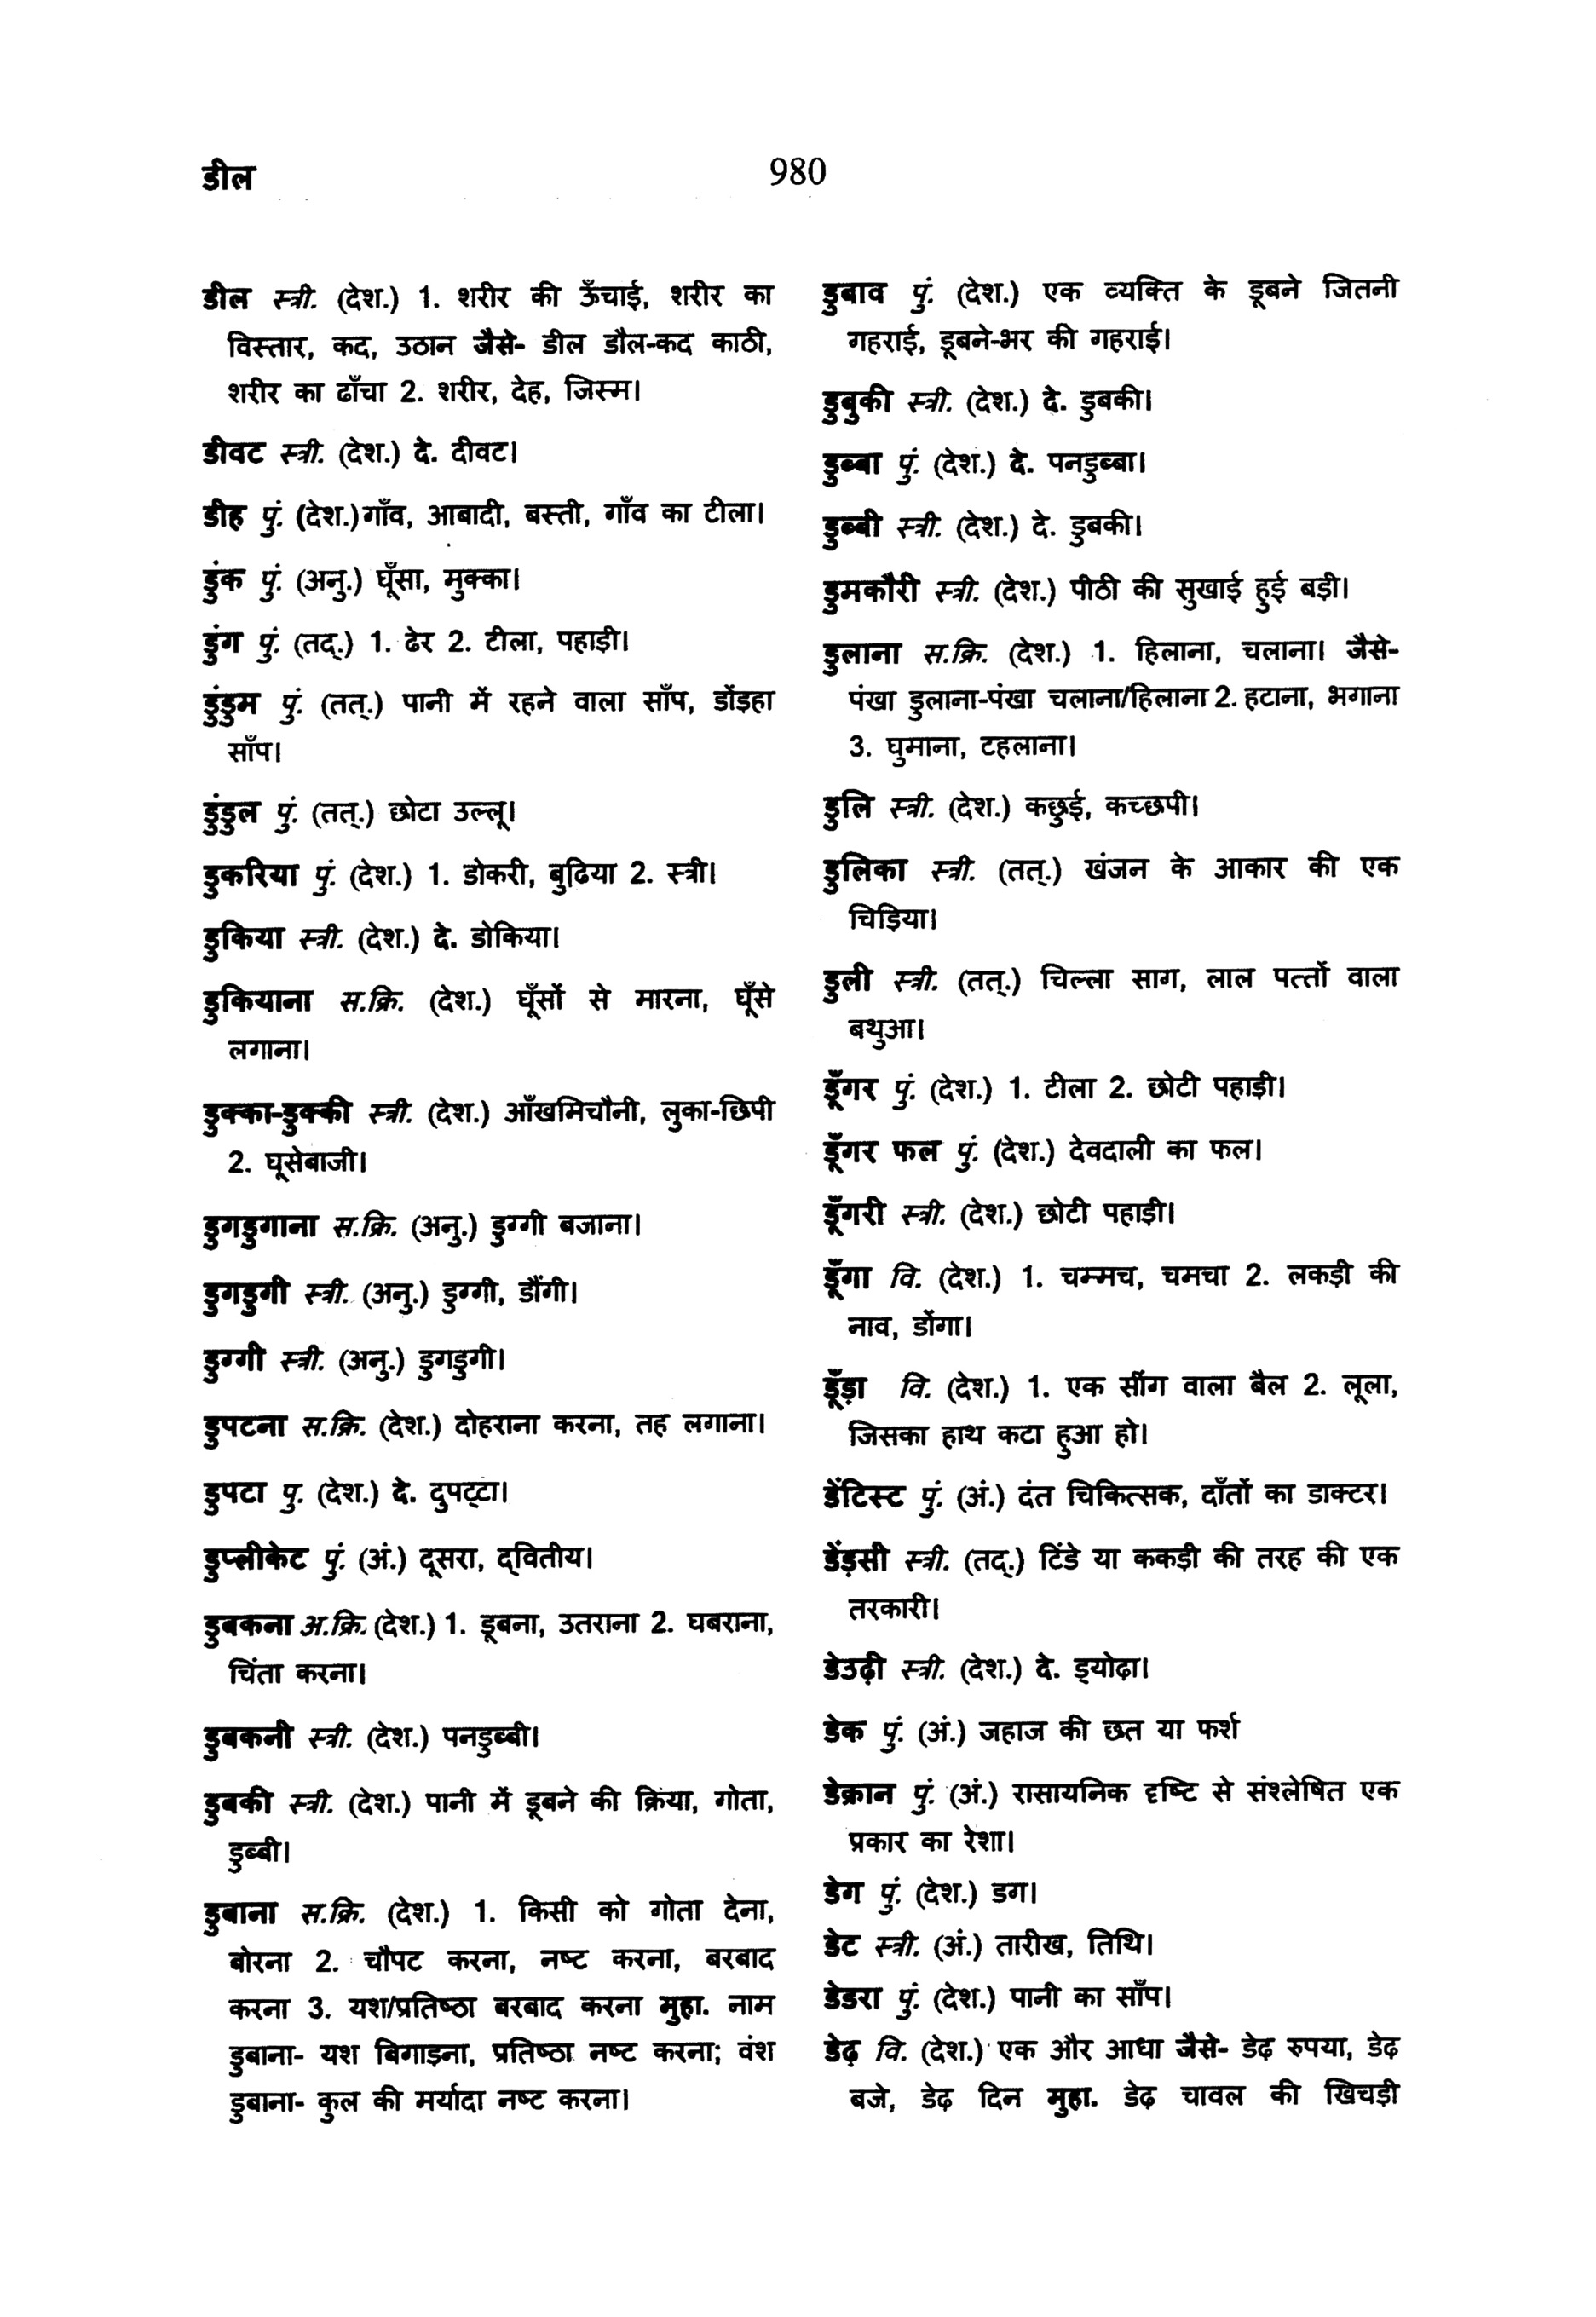 डील
980
डील स्त्री. (देश.) 1. शरीर की ऊँचाई, शरीर का
विस्तार, कद, उठान जैसे- डील डौल-कद काठी,
शरीर का ढाँचा 2. शरीर, देह, जिस्म।
डीवट स्त्री. (देश.) दे. दीवट।
डीह पुं. (देश.)गाँव, आबादी, बस्ती, गाँव का टीला।
डुंक पुं. (अनु.) घूँसा, मुक्का।
डुंग पुं. (तद्.) 1. ढेर 2. टीला, पहाड़ी।
डुंडुम पुं. (तत्.) पानी में रहने वाला साँप, डोंड़हा
साँप।
डुंडुल पुं. (तत्.) छोटा उल्लू।
डुकरिया पुं. (देश.) 1. डोकरी, बुढिया 2. स्त्री।
डुकिया स्त्री. (देश.) दे. डोकिया।
डुकियाना स.क्रि. (देश.) घूँसों से मारना, घूँसे
लगाना।
डुक्का-डुक्की स्त्री. (देश.) आँखमिचौनी, लुका-छिपी
2. घूसेबाजी।
डुगडुगाना स.क्रि. (अनु.) डुग्गी बजाना।
डुगडुगी स्त्री. (अनु.) डुग्गी, डौंगी।
डुग्गी स्त्री. (अनु.) डुगडुगी।
डुपटना स.क्रि. (देश.) दोहराना करना, तह लगाना।
डुपटा पु. (देश.) दे. दुपट्टा।
डुप्लीकेट पुं. (अं.) दूसरा, द्वितीय।
डुबकना अ.क्रि. (देश.) 1. डूबना, उतराना 2. घबराना,
चिंता करना।
डुबकनी स्त्री. (देश.) पनडुब्बी।
डुबकी स्त्री. (देश.) पानी में डूबने की क्रिया, गोता,
डुब्बी।
डुबाना स.क्रि. (देश.) 1. किसी को गोता देना,
बोरना 2. चौपट करना, नष्ट करना, बरबाद
करना 3. यश/प्रतिष्ठा बरबाद करना मुहा. नाम
डुबाना- यश बिगाड़ना, प्रतिष्ठा नष्ट करना; वंश
डुबाना- कुल की मर्यादा नष्ट करना।
डुबाव पुं. (देश.) एक व्यक्ति के डूबने जितनी
गहराई, डूबने-भर की गहराई।
डुबुकी स्त्री. (देश.) दे. डुबकी।
डुब्बा पुं. (देश.) दे. पनडुब्बा।
डुब्बी स्त्री. (देश.) दे. डुबकी।
डुमकौरी स्त्री. (देश.) पीठी की सुखाई हुई बड़ी।
डुलाना स.क्रि. (देश.) 1. हिलाना, चलाना। जैसे-
पंखा डुलाना-पंखा चलाना/हिलाना 2. हटाना, भगाना
3. घुमाना, टहलाना।
डुलि स्त्री. (देश.) कछुई, कच्छपी।
डुलिका स्त्री. (तत्.) खंजन के आकार की एक
चिड़िया।
डुली स्त्री. (तत्.) चिल्ला साग, लाल पत्तों वाला
बथुआ।
डूँगर पुं. (देश.) 1. टीला 2. छोटी पहाड़ी।
डूँगर फल पुं. (देश.) देवदाली का फल।
डूँगरी स्त्री. (देश.) छोटी पहाड़ी।
डूँगा वि. (देश.) 1. चम्मच, चमचा 2. लकड़ी की
नाव, डोंगा।
डूँड़ा वि. (देश.) 1. एक सींग वाला बैल 2. लूला,
जिसका हाथ कटा हुआ हो।
डेंटिस्ट पुं. (अं.) दंत चिकित्सक, दाँतों का डाक्टर।
डेंड़सी स्त्री. (तद्.) टिंडे या ककड़ी की तरह की एक
तरकारी।
डेउढ़ी स्त्री. (देश.) दे. ड्योढ़ा।
डेक पुं. (अं.) जहाज की छत या फर्श
डेक्रान पुं. (अं.) रासायनिक दृष्टि से संश्लेषित एक
प्रकार का रेशा।
डेग पुं. (देश.) डग।
डेट स्त्री. (अं.) तारीख, तिथि।
डेडरा पुं. (देश.) पानी का साँप।
डेढ़ वि. (देश.) एक और आधा जैसे- डेढ़ रुपया, डेढ़
बजे, डेढ़ दिन मुहा. डेढ़ चावल की खिचड़ी